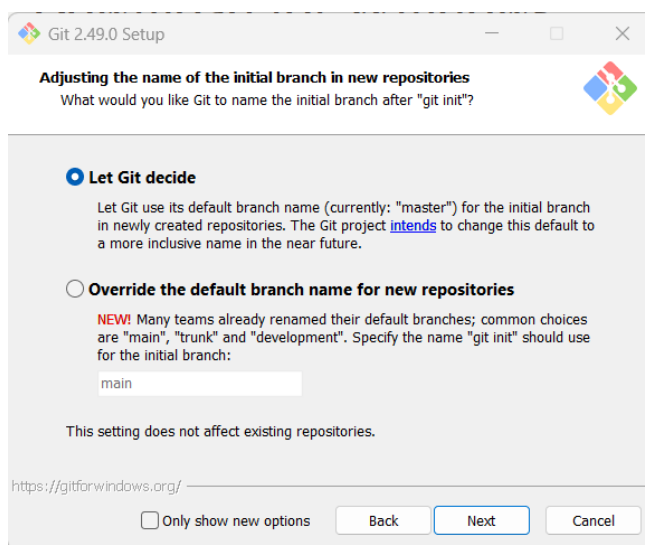 Git 2.49.0 Setup
Adjusting the name of the initial branch in new repositories
What would you like Git to name the initial branch after "git init"?
Let Git decide
Let Git use its default branch name (currently: "master") for the initial branch
in newly created repositories. The Git project intends to change this default to
a more inclusive name in the near future.
Override the default branch name for new repositories
NEW! Many teams already renamed their default branches; common choices
are "main", "trunk" and "development". Specify the name "git init" should use
for the initial branch:
main
This setting does not affect existing repositories.
https://gitforwindows.org/
Only show new options
Back
Next
Cancel